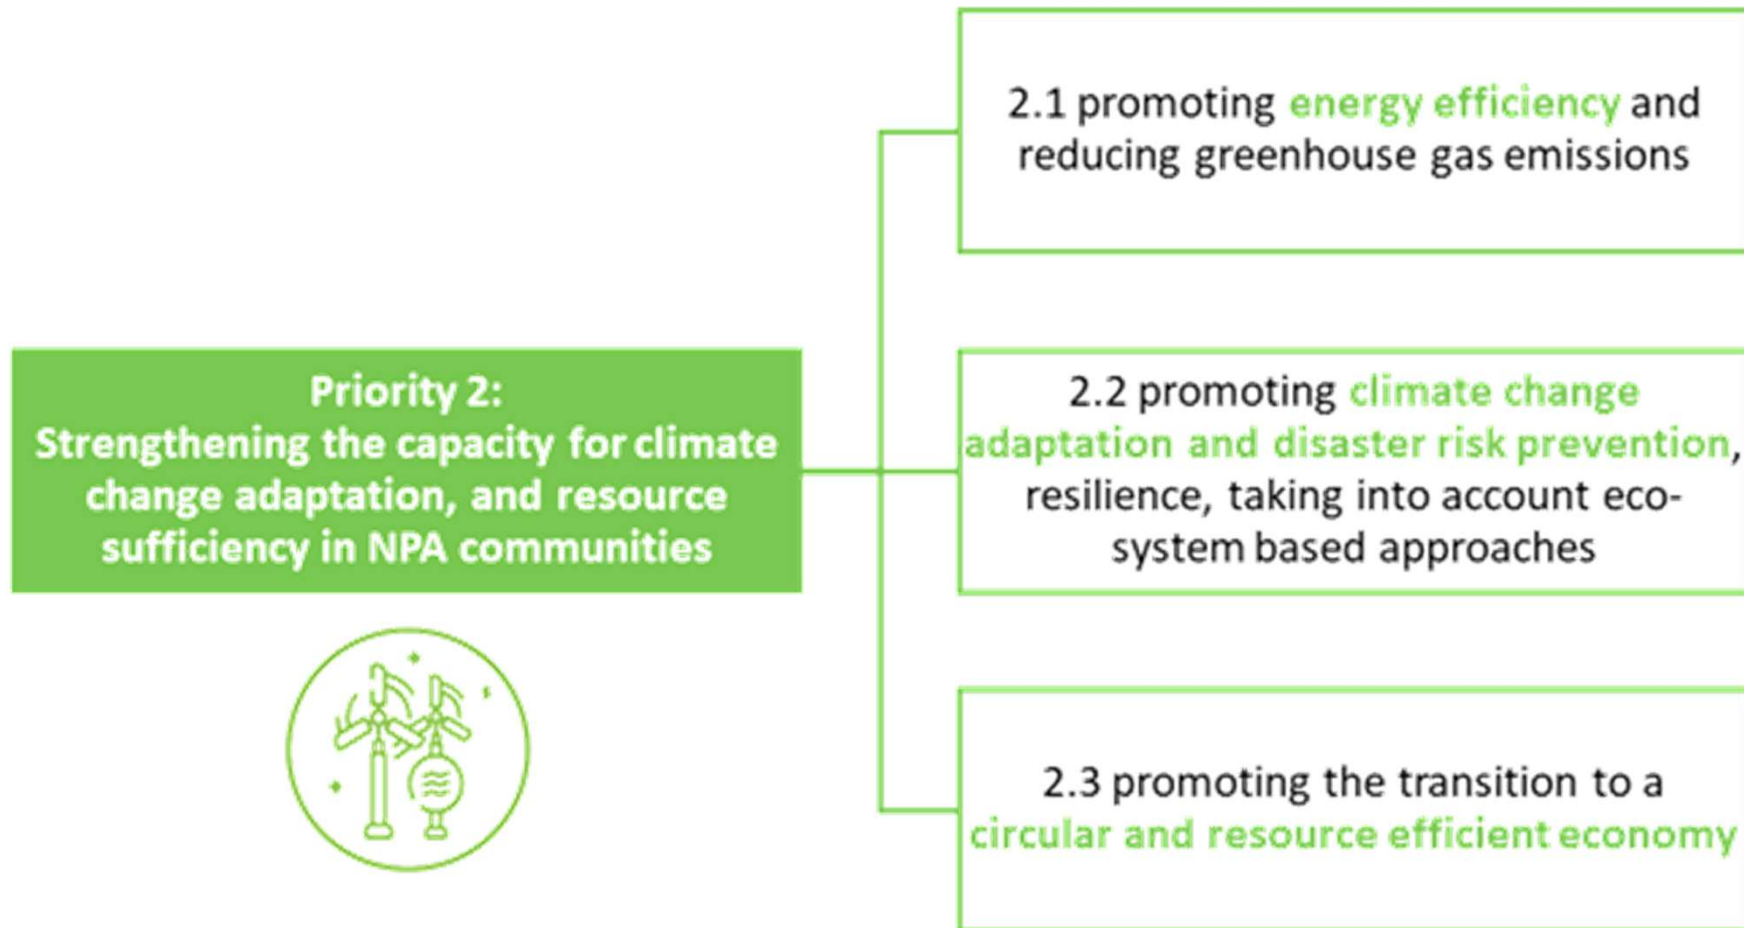 Priority 2:
Strengthening the capacity for climate
change adaptation, and resource
sufficiency in NPA communities
2.1 promoting energy efficiency and
reducing greenhouse gas emissions
2.2 promoting climate change
adaptation and disaster risk prevention,
resilience, taking into account eco-
system based approaches
2.3 promoting the transition to a
circular and resource efficient economy